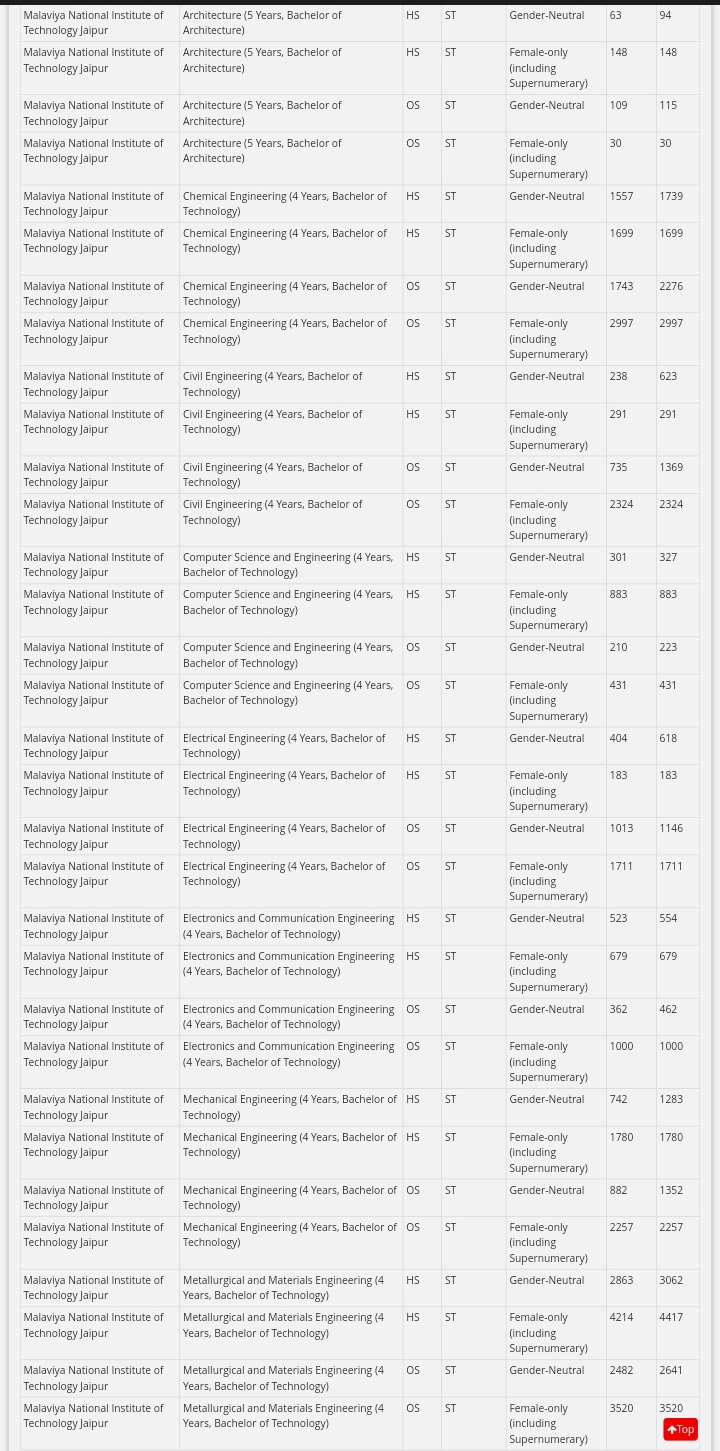 Malaviya National Institute of Technology Jaipur Architecture (5 Years, Bachelor of Architecture) HS ST Gender-Neutral 63 94
Malaviya National Institute of Technology Jaipur Architecture (5 Years, Bachelor of Architecture) HS ST Female-only (including Supernumerary) 148 148
Malaviya National Institute of Technology Jaipur Architecture (5 Years, Bachelor of Architecture) OS ST Gender-Neutral 109 115
Malaviya National Institute of Technology Jaipur Architecture (5 Years, Bachelor of Architecture) OS ST Female-only (including Supernumerary) 30 30
Malaviya National Institute of Technology Jaipur Chemical Engineering (4 Years, Bachelor of Technology) HS ST Gender-Neutral 1557 1739
Malaviya National Institute of Technology Jaipur Chemical Engineering (4 Years, Bachelor of Technology) HS ST Female-only (including Supernumerary) 1699 1699
Malaviya National Institute of Technology Jaipur Chemical Engineering (4 Years, Bachelor of Technology) OS ST Gender-Neutral 1743 2276
Malaviya National Institute of Technology Jaipur Chemical Engineering (4 Years, Bachelor of Technology) OS ST Female-only (including Supernumerary) 2997 2997
Malaviya National Institute of Technology Jaipur Civil Engineering (4 Years, Bachelor of Technology) HS ST Gender-Neutral 238 623
Malaviya National Institute of Technology Jaipur Civil Engineering (4 Years, Bachelor of Technology) HS ST Female-only (including Supernumerary) 291 291
Malaviya National Institute of Technology Jaipur Civil Engineering (4 Years, Bachelor of Technology) OS ST Gender-Neutral 735 1369
Malaviya National Institute of Technology Jaipur Civil Engineering (4 Years, Bachelor of Technology) OS ST Female-only (including Supernumerary) 2324 2324
Malaviya National Institute of Technology Jaipur Computer Science and Engineering (4 Years, Bachelor of Technology) HS ST Gender-Neutral 301 327
Malaviya National Institute of Technology Jaipur Computer Science and Engineering (4 Years, Bachelor of Technology) HS ST Female-only (including Supernumerary) 883 883
Malaviya National Institute of Technology Jaipur Computer Science and Engineering (4 Years, Bachelor of Technology) OS ST Gender-Neutral 210 223
Malaviya National Institute of Technology Jaipur Computer Science and Engineering (4 Years, Bachelor of Technology) OS ST Female-only (including Supernumerary) 431 431
Malaviya National Institute of Technology Jaipur Electrical Engineering (4 Years, Bachelor of Technology) HS ST Gender-Neutral 404 618
Malaviya National Institute of Technology Jaipur Electrical Engineering (4 Years, Bachelor of Technology) HS ST Female-only (including Supernumerary) 183 183
Malaviya National Institute of Technology Jaipur Electrical Engineering (4 Years, Bachelor of Technology) OS ST Gender-Neutral 1013 1146
Malaviya National Institute of Technology Jaipur Electrical Engineering (4 Years, Bachelor of Technology) OS ST Female-only (including Supernumerary) 1711 1711
Malaviya National Institute of Technology Jaipur Electronics and Communication Engineering (4 Years, Bachelor of Technology) HS ST Gender-Neutral 523 554
Malaviya National Institute of Technology Jaipur Electronics and Communication Engineering (4 Years, Bachelor of Technology) HS ST Female-only (including Supernumerary) 679 679
Malaviya National Institute of Technology Jaipur Electronics and Communication Engineering (4 Years, Bachelor of Technology) OS ST Gender-Neutral 362 462
Malaviya National Institute of Technology Jaipur Electronics and Communication Engineering (4 Years, Bachelor of Technology) OS ST Female-only (including Supernumerary) 1000 1000
Malaviya National Institute of Technology Jaipur Mechanical Engineering (4 Years, Bachelor of Technology) HS ST Gender-Neutral 742 1283
Malaviya National Institute of Technology Jaipur Mechanical Engineering (4 Years, Bachelor of Technology) HS ST Female-only (including Supernumerary) 1780 1780
Malaviya National Institute of Technology Jaipur Mechanical Engineering (4 Years, Bachelor of Technology) OS ST Gender-Neutral 882 1352
Malaviya National Institute of Technology Jaipur Mechanical Engineering (4 Years, Bachelor of Technology) OS ST Female-only (including Supernumerary) 2257 2257
Malaviya National Institute of Technology Jaipur Metallurgical and Materials Engineering (4 Years, Bachelor of Technology) HS ST Gender-Neutral 2863 3062
Malaviya National Institute of Technology Jaipur Metallurgical and Materials Engineering (4 Years, Bachelor of Technology) HS ST Female-only (including Supernumerary) 4214 4417
Malaviya National Institute of Technology Jaipur Metallurgical and Materials Engineering (4 Years, Bachelor of Technology) OS ST Gender-Neutral 2482 2641
Malaviya National Institute of Technology Jaipur Metallurgical and Materials Engineering (4 Years, Bachelor of Technology) OS ST Female-only (including Supernumerary) 3520 3520
Top